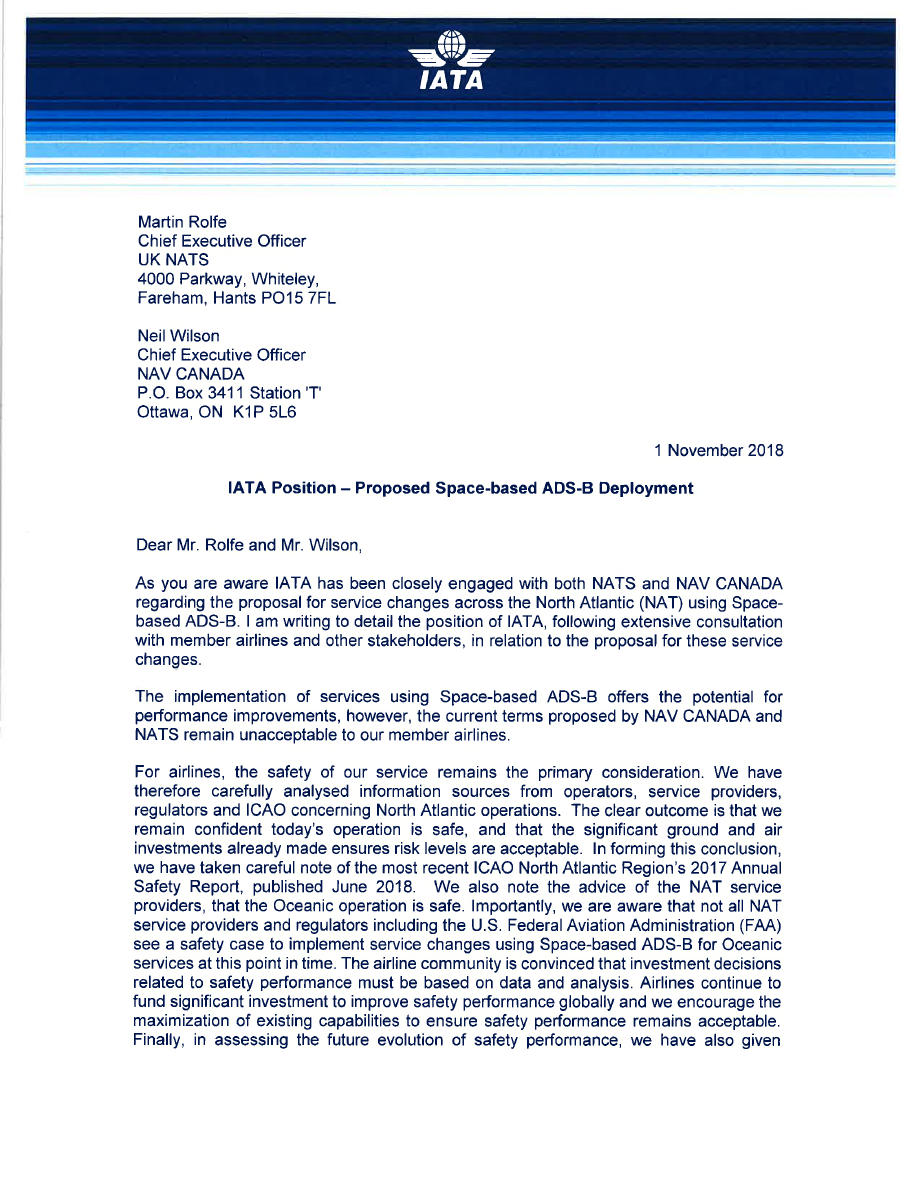 IATA
Martin Rolfe
Chief Executive Officer
UK NATS
4000 Parkway, Whiteley,
Fareham, Hants PO15 7FL
Neil Wilson
Chief Executive Officer
NAV CANADA
P.O. Box 3411 Station 'T'
Ottawa, ON K1P 5L6
1 November 2018
IATA Position – Proposed Space-based ADS-B Deployment
Dear Mr. Rolfe and Mr. Wilson,
As you are aware IATA has been closely engaged with both NATS and NAV CANADA
regarding the proposal for service changes across the North Atlantic (NAT) using Space-
based ADS-B. I am writing to detail the position of IATA, following extensive consultation
with member airlines and other stakeholders, in relation to the proposal for these service
changes.
The implementation of services using Space-based ADS-B offers the potential for
performance improvements, however, the current terms proposed by NAV CANADA and
NATS remain unacceptable to our member airlines.
For airlines, the safety of our service remains the primary consideration. We have
therefore carefully analysed information sources from operators, service providers,
regulators and ICAO concerning North Atlantic operations. The clear outcome is that we
remain confident today's operation is safe, and that the significant ground and air
investments already made ensures risk levels are acceptable. In forming this conclusion,
we have taken careful note of the most recent ICAO North Atlantic Region's 2017 Annual
Safety Report, published June 2018. We also note the advice of the NAT service
providers, that the Oceanic operation is safe. Importantly, we are aware that not all NAT
service providers and regulators including the U.S. Federal Aviation Administration (FAA)
see a safety case to implement service changes using Space-based ADS-B for Oceanic
services at this point in time. The airline community is convinced that investment decisions
related to safety performance must be based on data and analysis. Airlines continue to
fund significant investment to improve safety performance globally and we encourage the
maximization of existing capabilities to ensure safety performance remains acceptable.
Finally, in assessing the future evolution of safety performance, we have also given